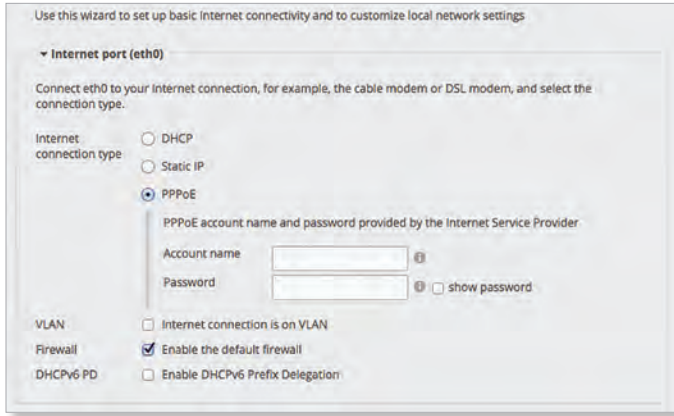 Use this wizard to set up basic Internet connectivity and to customize local network settings
Internet port (eth0)
Connect eth0 to your Internet connection, for example, the cable modem or DSL modem, and select the
connection type.
Internet
connection type
DHCP
Static IP
PPPoE
PPPoE account name and password provided by the Internet Service Provider
Account name
Password
show password
VLAN
Internet connection is on VLAN
Firewall
Enable the default firewall
DHCPv6 PD
Enable DHCPv6 Prefix Delegation